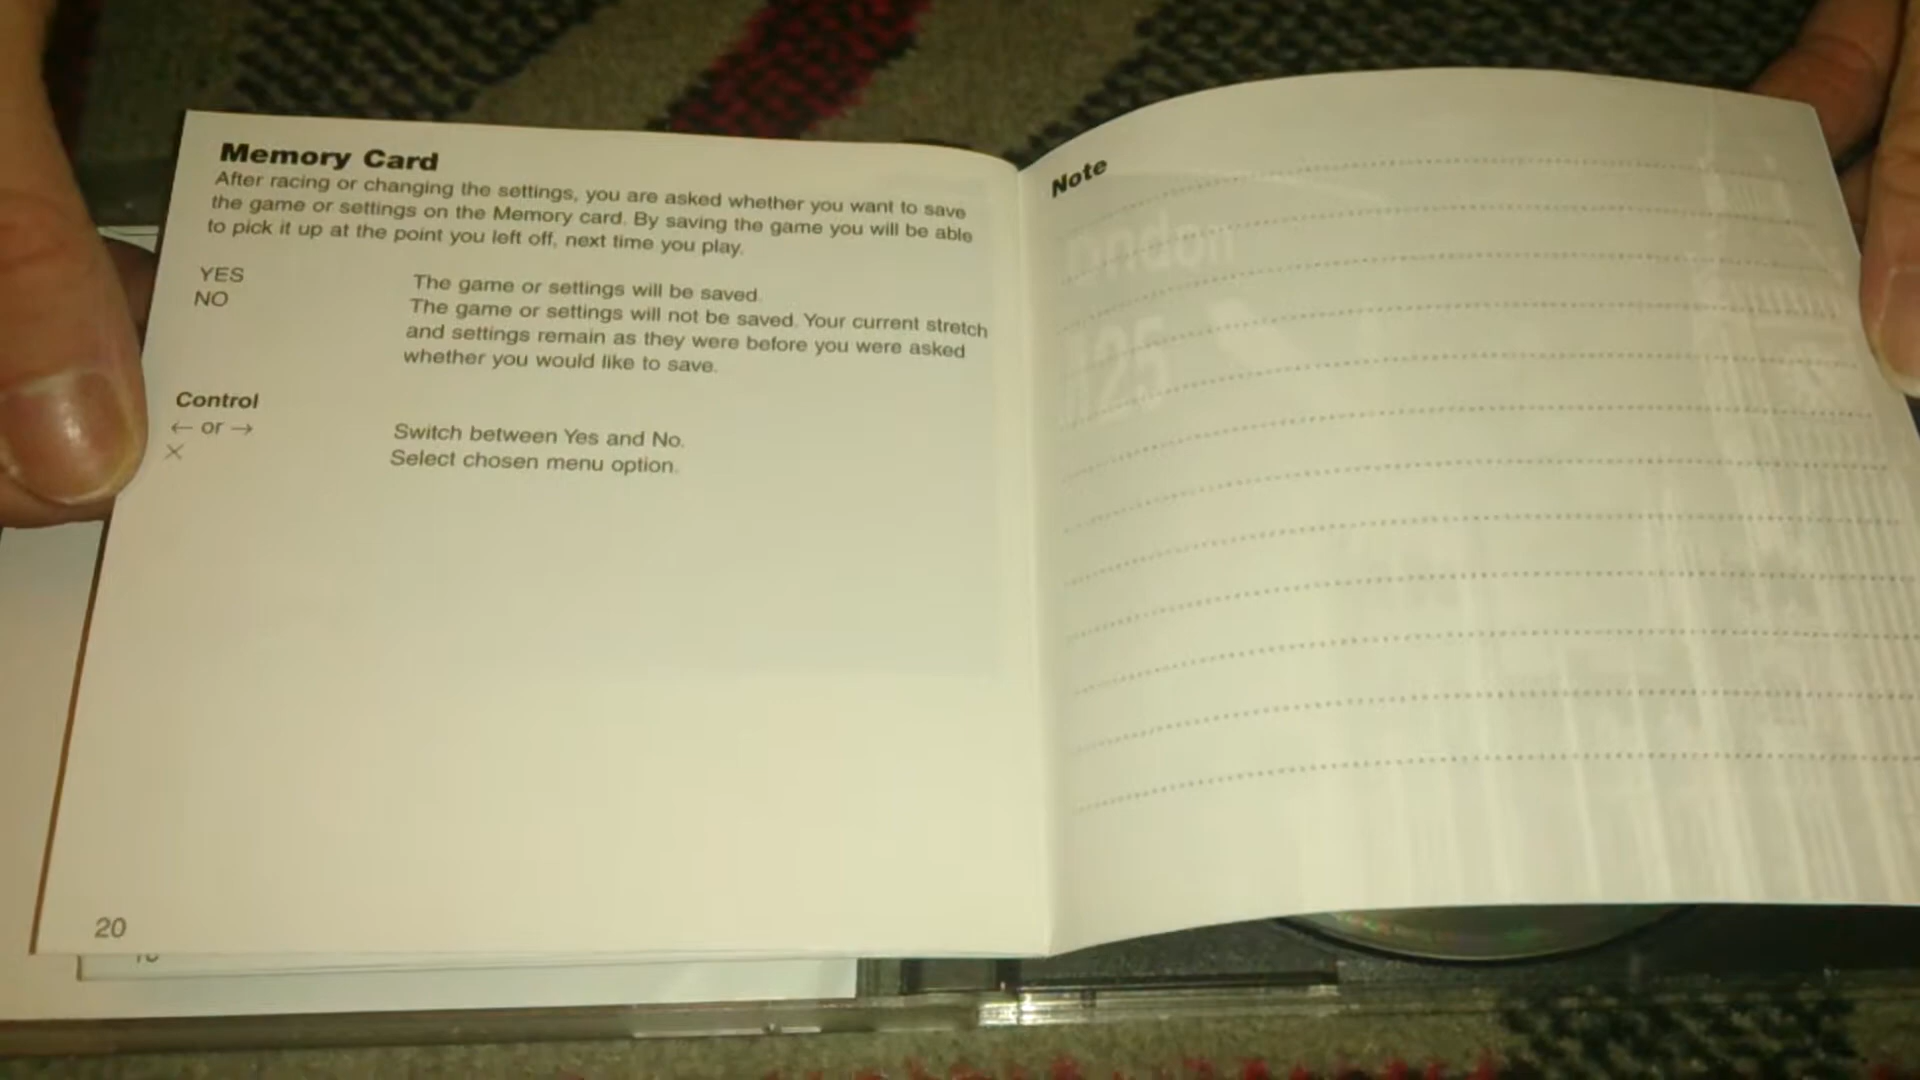 Memory Card
After racing or changing the settings, you are asked whether you want to save
the game or settings on the Memory card. By saving the game you will be able
to pick it up at the point you left off, next time you play.
YES The game or settings will be saved.
NO The game or settings will not be saved. Your current stretch
and settings remain as they were before you were asked
whether you would like to save.
Control
← or → Switch between Yes and No.
× Select chosen menu option.
20
Note